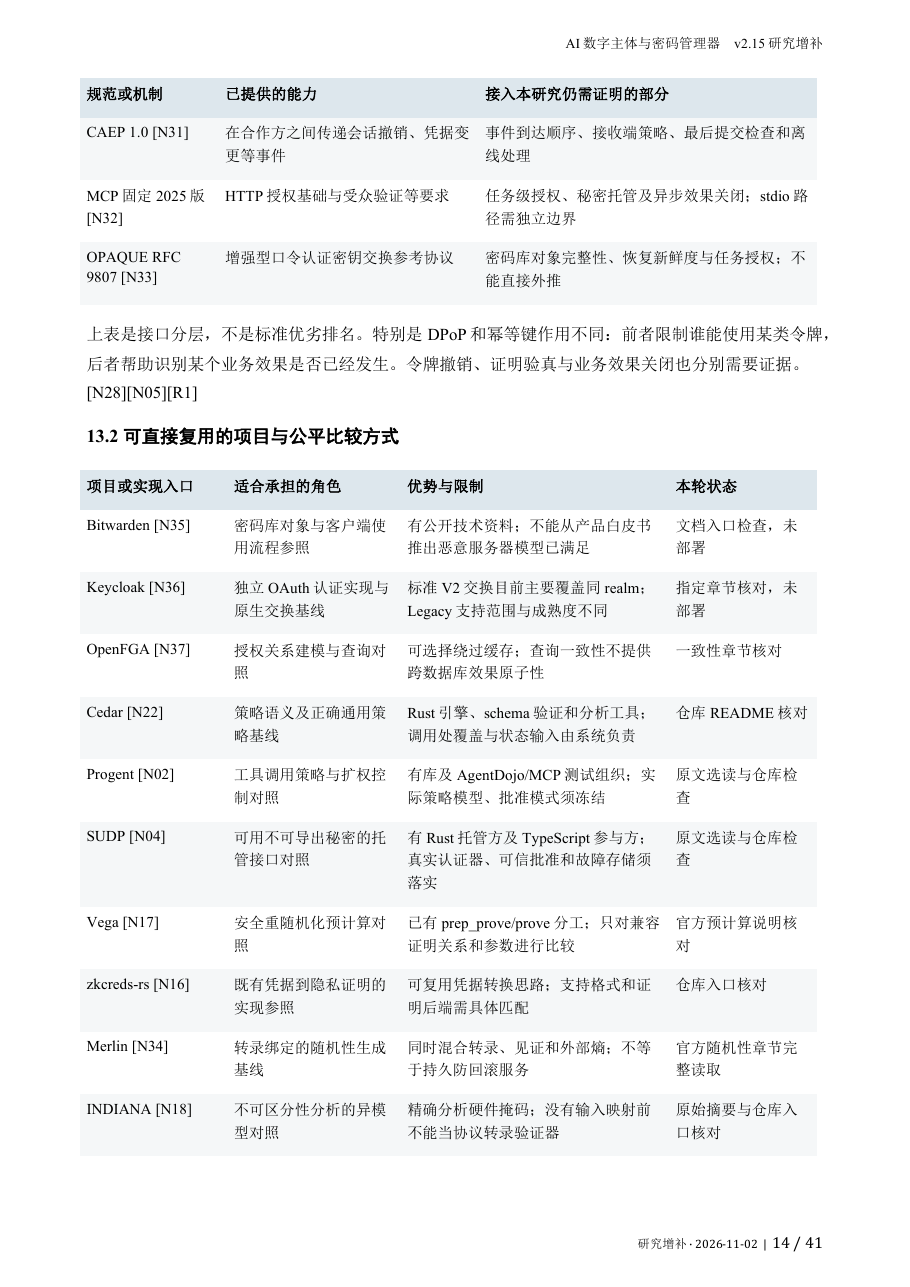 AI 数字主体与密码管理器 v2.15 研究增补
规范或机制 已提供的能力 接入本研究仍需证明的部分
CAEP 1.0 [N31] 在合作方之间传递会话撤销、凭据变 事件到达顺序、接收端策略、最后提交检查和离
更等事件 线处理
MCP 固定 2025 版 HTTP 授权基础与受众验证等要求 任务级授权、秘密托管及异步效果关闭；stdio 路
[N32] 径需独立边界
OPAQUE RFC 增强型口令认证密钥交换参考协议 密码库对象完整性、恢复新鲜度与任务授权；不
9807 [N33] 能直接外推
上表是接口分层，不是标准优劣排名。特别是 DPoP 和幂等键作用不同：前者限制谁能使用某类令牌，
后者帮助识别某个业务效果是否已经发生。令牌撤销、证明验真与业务效果关闭也分别需要证据。
[N28][N05][R1]
13.2 可直接复用的项目与公平比较方式
项目或实现入口 适合承担的角色 优势与限制 本轮状态
Bitwarden [N35] 密码库对象与客户端使 有公开技术资料；不能从产品白皮书 文档入口检查，未
用流程参照 推出恶意服务器模型已满足 部署
Keycloak [N36] 独立 OAuth 认证实现与 标准 V2 交换目前主要覆盖同 realm； 指定章节核对，未
原生交换基线 Legacy 支持范围与成熟度不同 部署
OpenFGA [N37] 授权关系建模与查询对 可选择绕过缓存；查询一致性不提供 一致性章节核对
照 跨数据库效果原子性
Cedar [N22] 策略语义及正确通用策 Rust 引擎、schema 验证和分析工具； 仓库 README 核对
略基线 调用处覆盖与状态输入由系统负责
Progent [N02] 工具调用策略与扩权控 有库及 AgentDojo/MCP 测试组织；实 原文选读与仓库检
制对照 际策略模型、批准模式须冻结 查
SUDP [N04] 可用不可导出秘密的托 有 Rust 托管方及 TypeScript 参与方； 原文选读与仓库检
管接口对照 真实认证器、可信批准和故障存储须 查
落实
Vega [N17] 安全重随机化预计算对 已有 prep_prove/prove 分工；只对兼容 官方预计算说明核
照 证明关系和参数进行比较 对
zkcreds-rs [N16] 既有凭据到隐私证明的 可复用凭据转换思路；支持格式和证 仓库入口核对
实现参照 明后端需具体匹配
Merlin [N34] 转录绑定的随机性生成 同时混合转录、见证和外部熵；不等 官方随机性章节完
基线 于持久防回滚服务 整读取
INDIANA [N18] 不可区分性分析的异模 精确分析硬件掩码；没有输入映射前 原始摘要与仓库入
型对照 不能当协议转录验证器 口核对
研究增补 · 2026-11-02 | 14 / 41